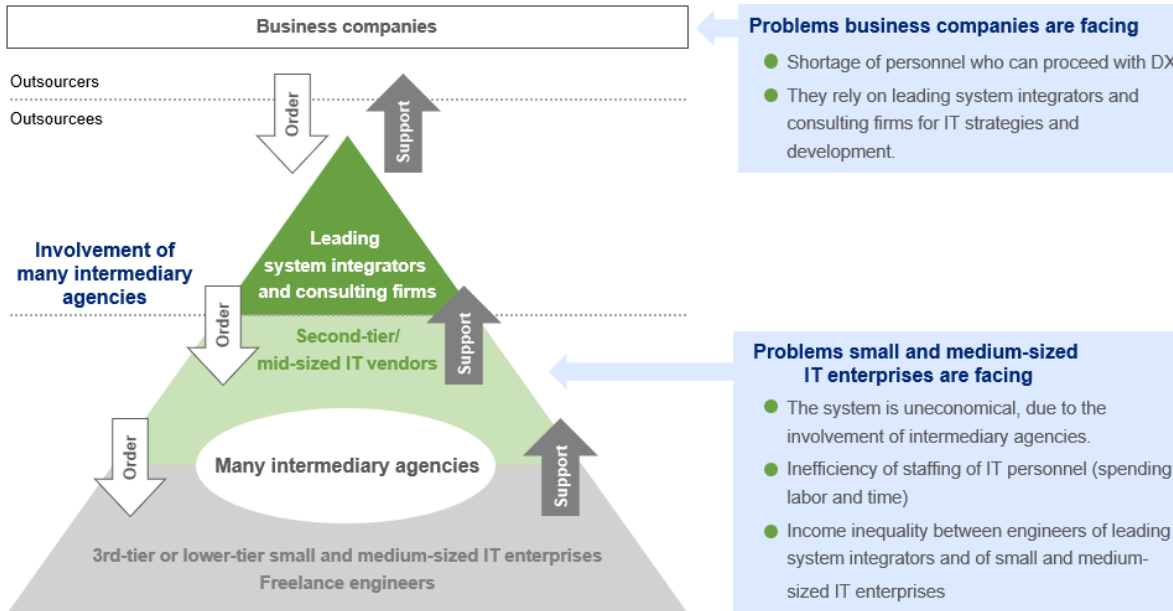 Business companies
Outsourcers
Outsourcees
Order
Support
Involvement of
many intermediary
agencies
Leading
system integrators
and consulting firms
Order
Support
Second-tier/
mid-sized IT vendors
Order
Support
Many intermediary agencies
3rd-tier or lower-tier small and medium-sized IT enterprises
Freelance engineers
Problems business companies are facing
Shortage of personnel who can proceed with DX
They rely on leading system integrators and
consulting firms for IT strategies and
development.
Problems small and medium-sized
IT enterprises are facing
The system is uneconomical, due to the
involvement of intermediary agencies.
Inefficiency of staffing of IT personnel (spending
labor and time)
Income inequality between engineers of leading
system integrators and of small and medium-
sized IT enterprises